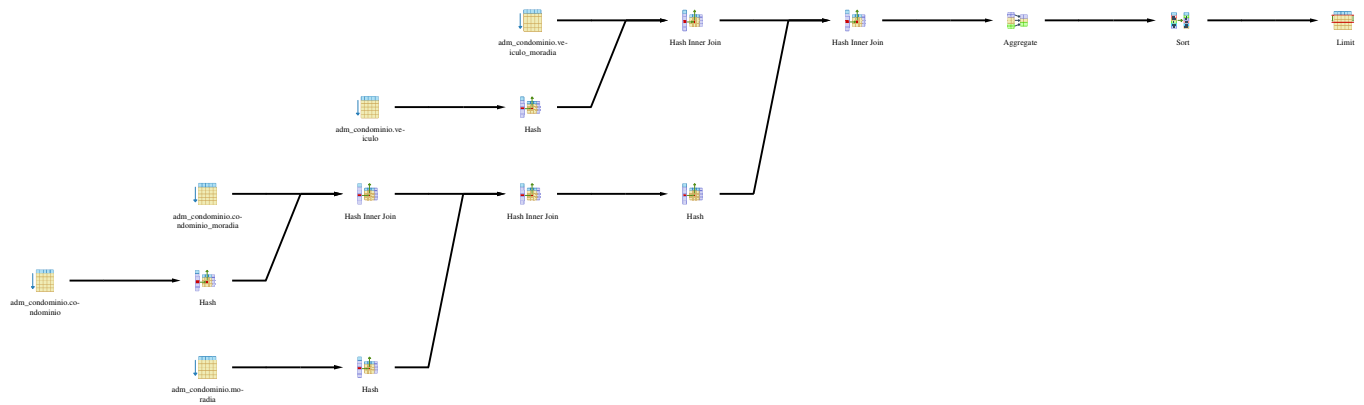 adm_condominio.ve-
iculo_moradia
Hash Inner Join
Hash Inner Join
Aggregate
Sort
Limit
adm_condominio.ve-
iculo
Hash
adm_condominio.co-
ndominio_moradia
Hash Inner Join
Hash Inner Join
Hash
adm_condominio.co-
ndominio
Hash
adm_condominio.mo-
radia
Hash